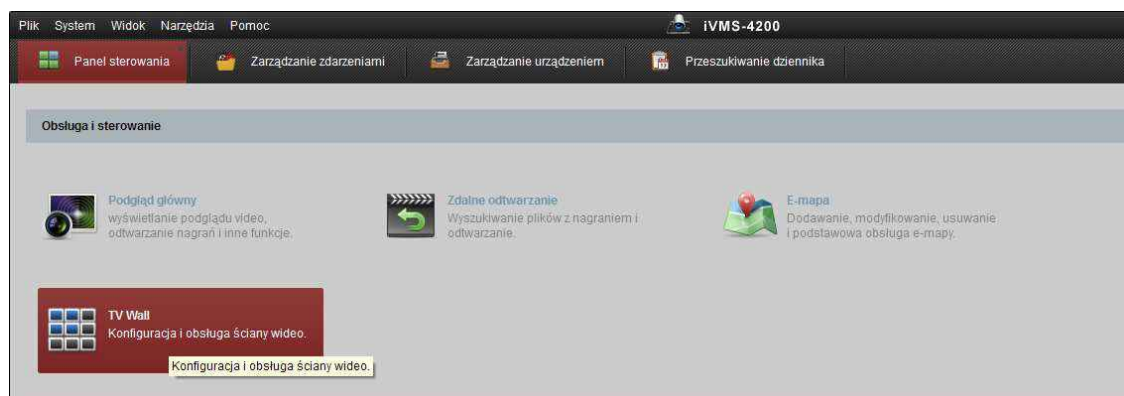 Plik System Widok Narzędzia Pomoc iVMS-4200
Panel sterowania Zarządzanie zdarzeniami Zarządzanie urządzeniem Przeszukiwanie dziennika
Obsługa i sterowanie
Podgląd główny
wyświetlanie podglądu video,
odtwarzanie nagrań i inne funkcje.
Zdalne odtwarzanie
Wyszukiwanie plików z nagraniem i
odtwarzanie.
E-mapa
Dodawanie, modyfikowanie, usuwanie
i podstawowa obsługa e-mapy.
TV Wall
Konfiguracja i obsługa ściany wideo.
Konfiguracja i obsługa ściany wideo.